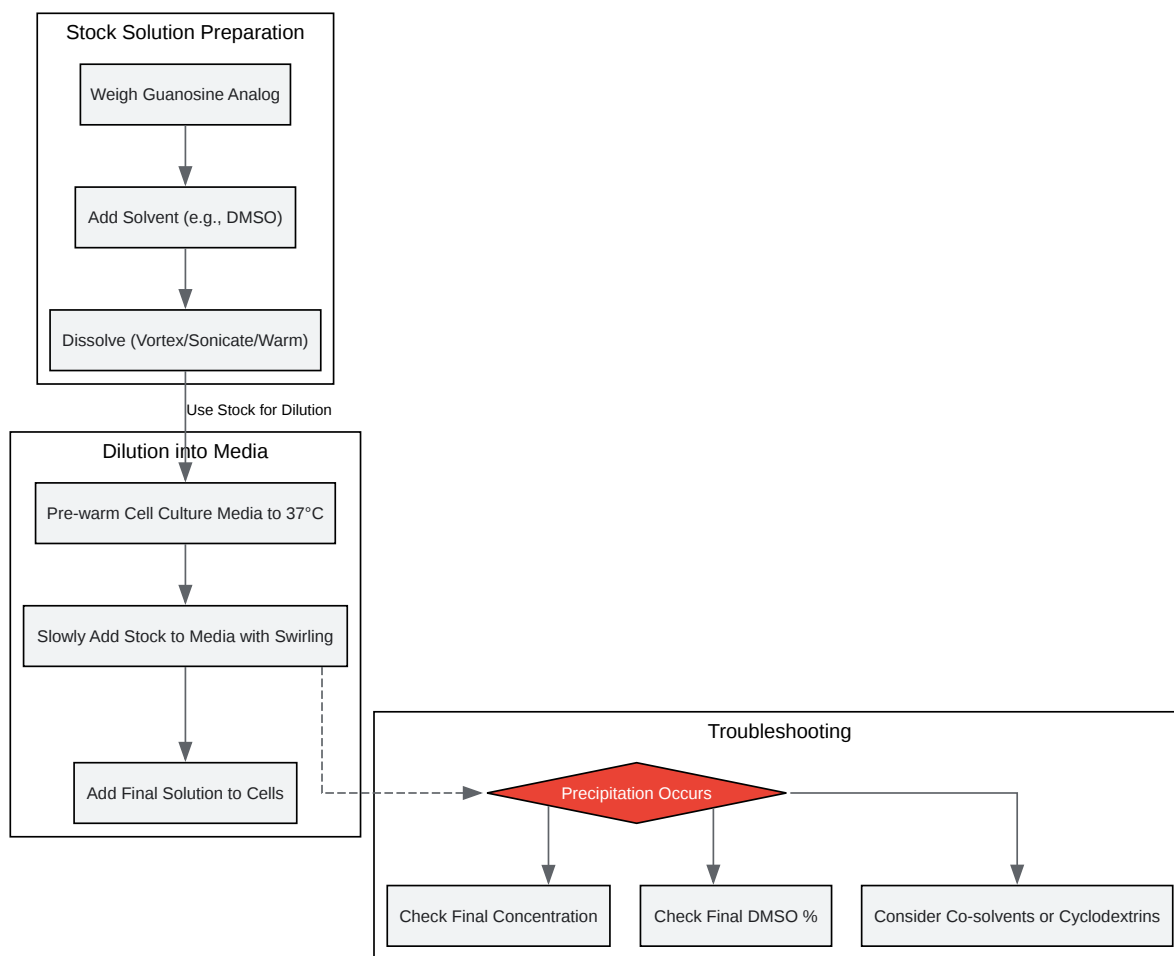 Stock Solution Preparation
Weigh Guanosine Analog
Add Solvent (e.g., DMSO)
Dissolve (Vortex/Sonicate/Warm)
Use Stock for Dilution
Dilution into Media
Pre-warm Cell Culture Media to 37°C
Slowly Add Stock to Media with Swirling
Add Final Solution to Cells
Troubleshooting
Precipitation Occurs
Check Final Concentration
Check Final DMSO %
Consider Co-solvents or Cyclodextrins